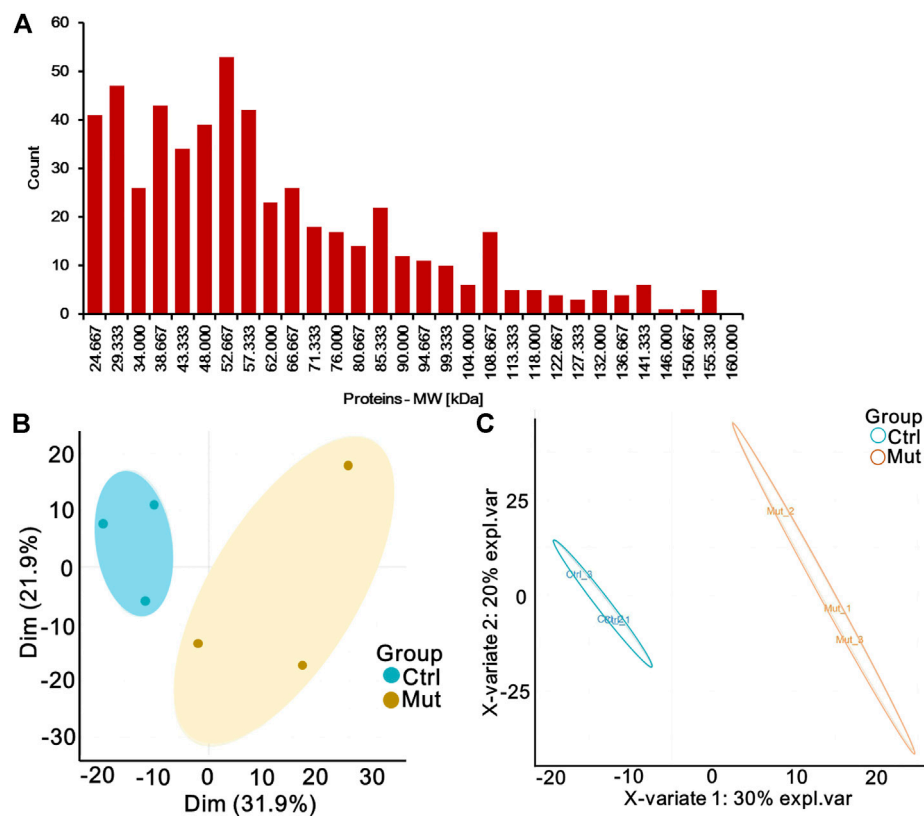 A
60
50
40
30
20
10
0
Count
24.667 29.333 34.000 38.667 43.333 48.000 52.667 57.333 62.000 66.667 71.333 76.000 80.667 85.333 90.000 94.667 99.333 104.000 108.667 113.333 118.000 122.667 127.333 132.000 136.667 141.333 146.000 150.667 155.330 160.000
Proteins - MW [kDa]
B
20
10
0
-10
-20
-30
Dim (21.9%)
Group
Ctrl
Mut
-20 -10 0 10 20 30
Dim (31.9%)
C
Group
Ctrl
Mut
25
0
-25
X-variate 2: 20% expl.var
Mut_2
Ctrl_3
Mut_1
Ctrl_1
Mut_3
-20 -10 0 10 20
X-variate 1: 30% expl.var